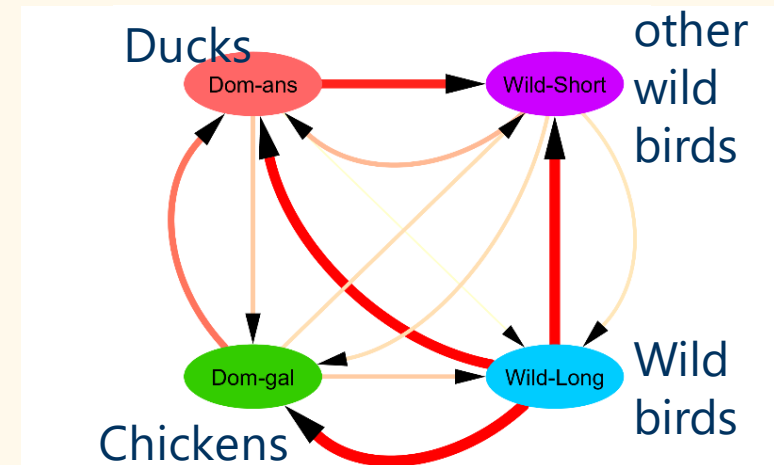 Ducks
Dom-ans
Wild-Short
other
wild
birds
Dom-gal
Wild-Long
Wild
birds
Chickens